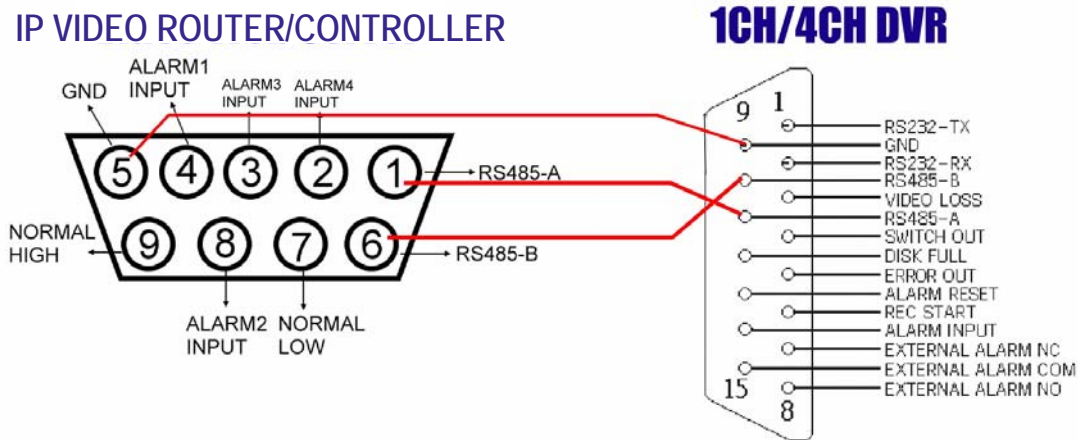 IP VIDEO ROUTER/CONTROLLER
1CH/4CH DVR
GND
ALARM1
INPUT
ALARM3
INPUT
ALARM4
INPUT
5
4
3
2
1
RS485-A
NORMAL
HIGH
9
8
7
6
RS485-B
ALARM2
INPUT
NORMAL
LOW
9
1
RS232-TX
GND
RS232-RX
RS485-B
VIDEO LOSS
RS485-A
SWITCH OUT
DISK FULL
ERROR OUT
ALARM RESET
REC START
ALARM INPUT
EXTERNAL ALARM NC
EXTERNAL ALARM COM
EXTERNAL ALARM NO
15
8